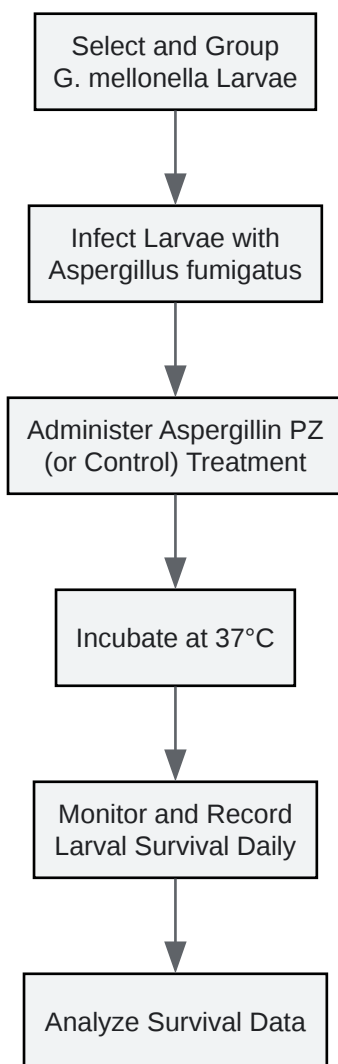 Select and Group
G. mellonella Larvae
Infect Larvae with
Aspergillus fumigatus
Administer Aspergillin PZ
(or Control) Treatment
Incubate at 37°C
Monitor and Record
Larval Survival Daily
Analyze Survival Data